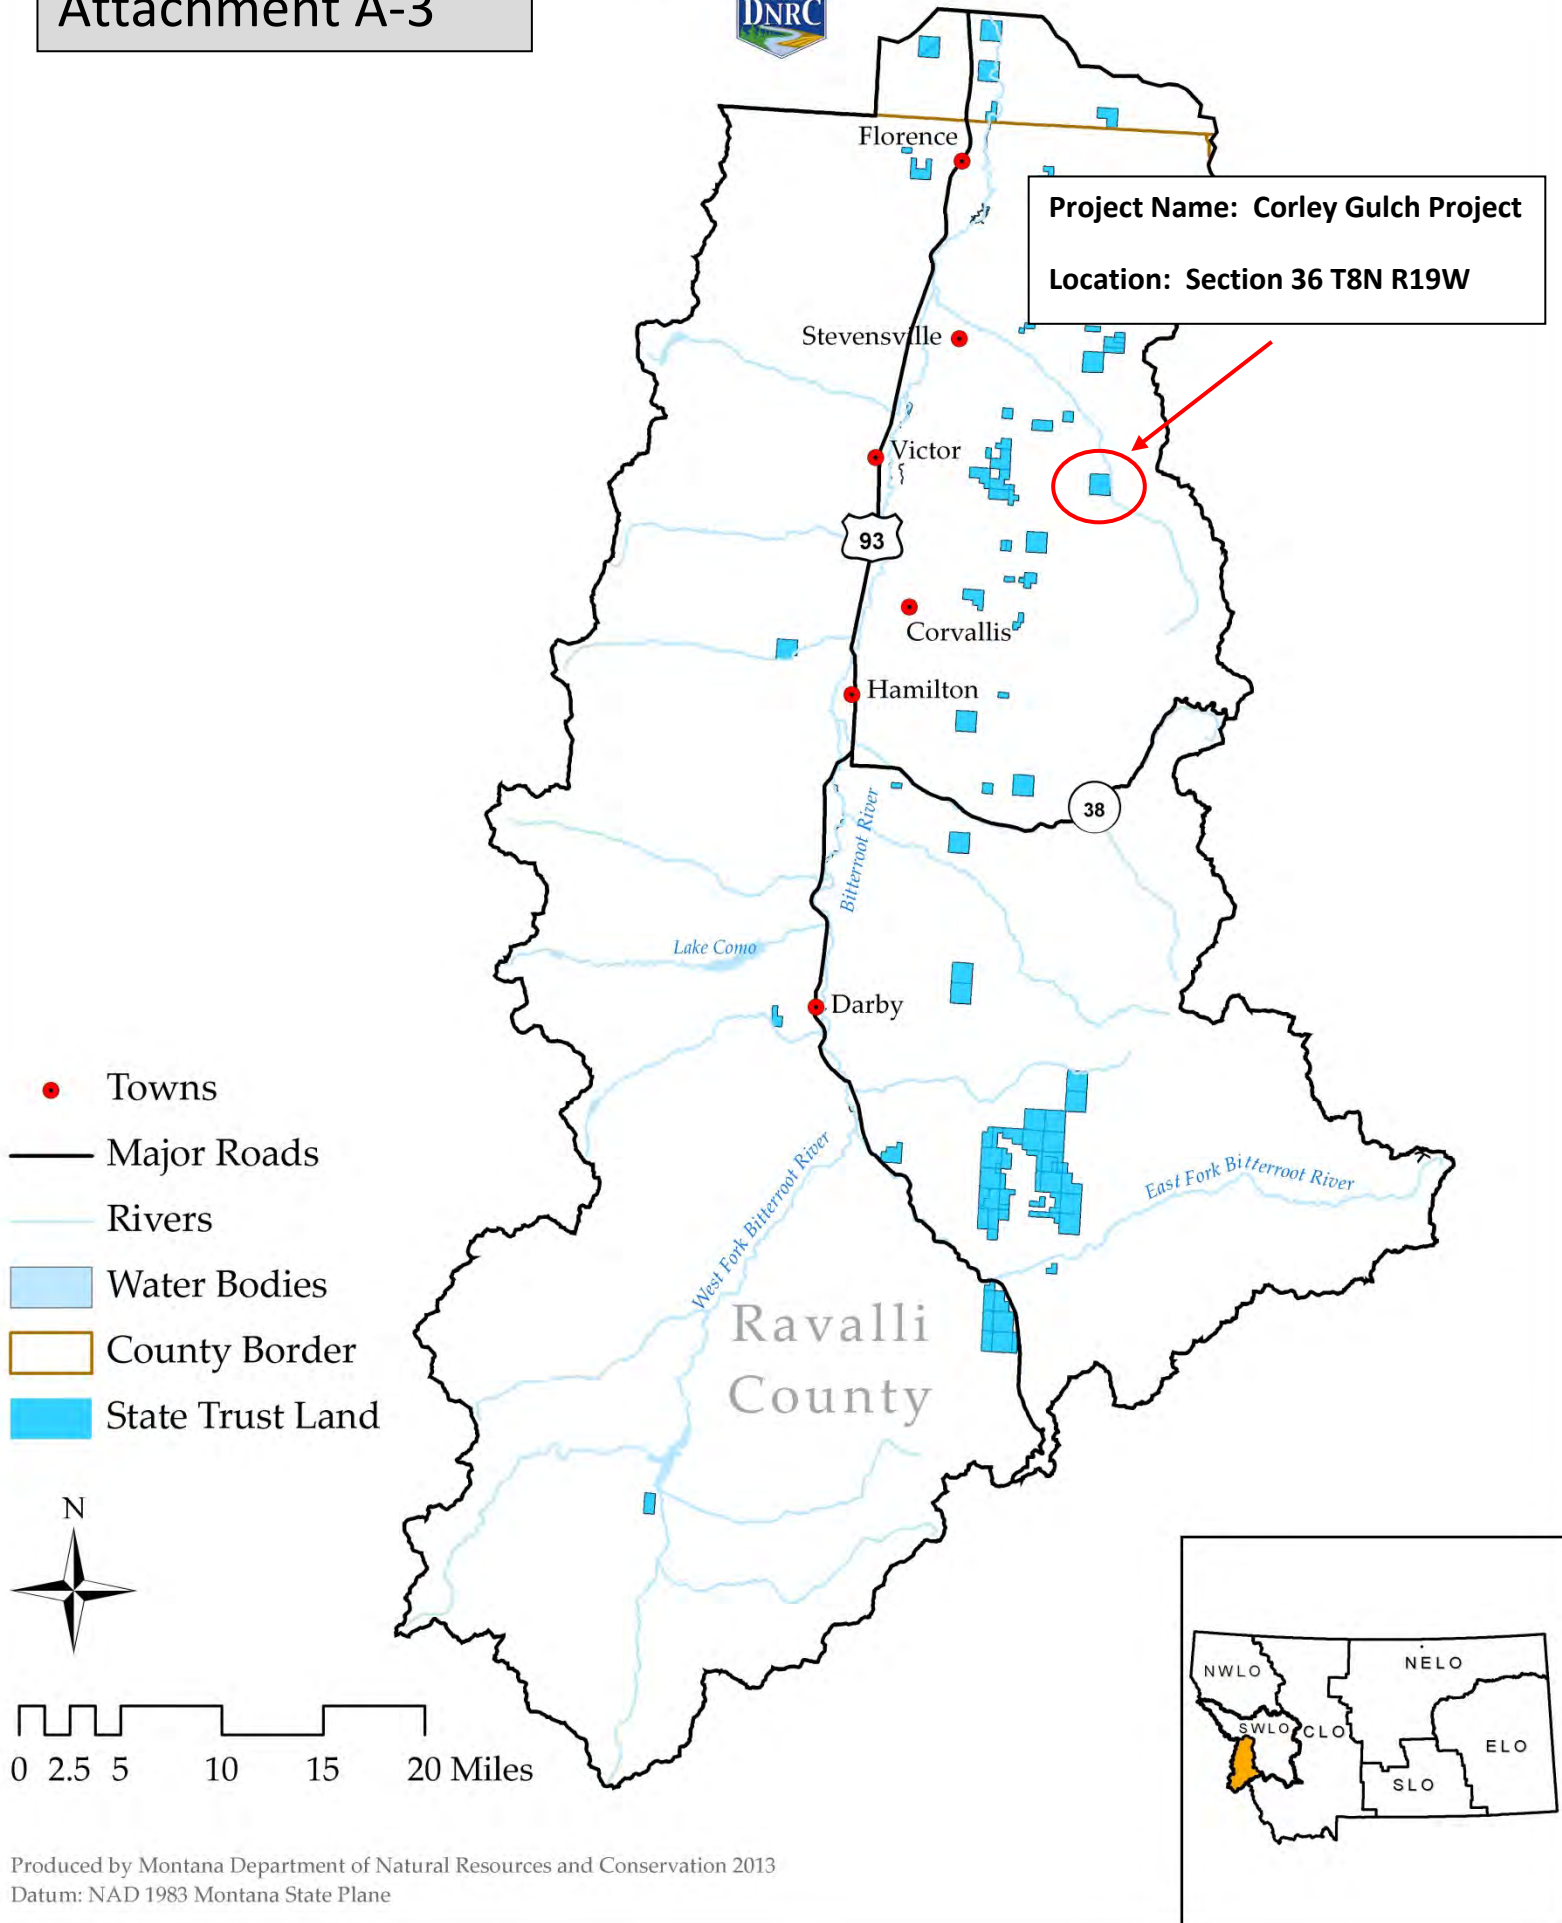 Attachment A-3
DNRC
Florence
Project Name:  Corley Gulch Project
Location:  Section 36 T8N R19W
Stevensville
Victor
93
Corvallis
Hamilton
38
Bitterroot River
Lake Como
Darby
West Fork Bitterroot River
East Fork Bitterroot River
Ravalli
County
Towns
Major Roads
Rivers
Water Bodies
County Border
State Trust Land
N
0 2.5 5 10 15 20 Miles
NWLO
NELO
SWLO
CLO
ELO
SLO
Produced by Montana Department of Natural Resources and Conservation 2013
Datum: NAD 1983 Montana State Plane